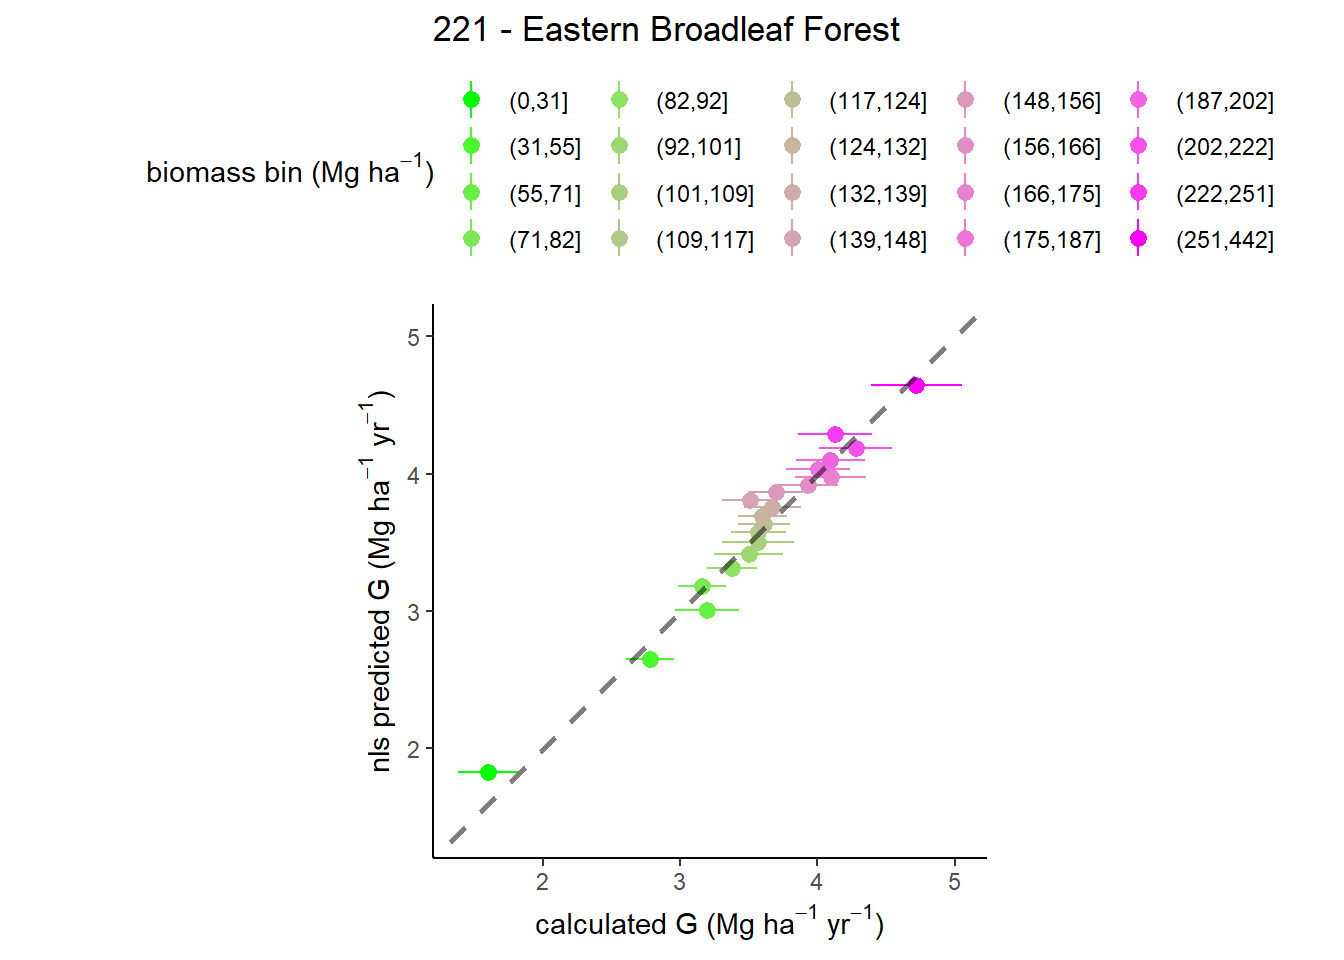 221 - Eastern Broadleaf Forest
biomass bin (Mg ha⁻¹)
(0,31] (82,92] (117,124] (148,156] (187,202]
(31,55] (92,101] (124,132] (156,166] (202,222]
(55,71] (101,109] (132,139] (166,175] (222,251]
(71,82] (109,117] (139,148] (175,187] (251,442]
nls predicted G (Mg ha⁻¹ yr⁻¹)
5
4
3
2
2 3 4 5
calculated G (Mg ha⁻¹ yr⁻¹)